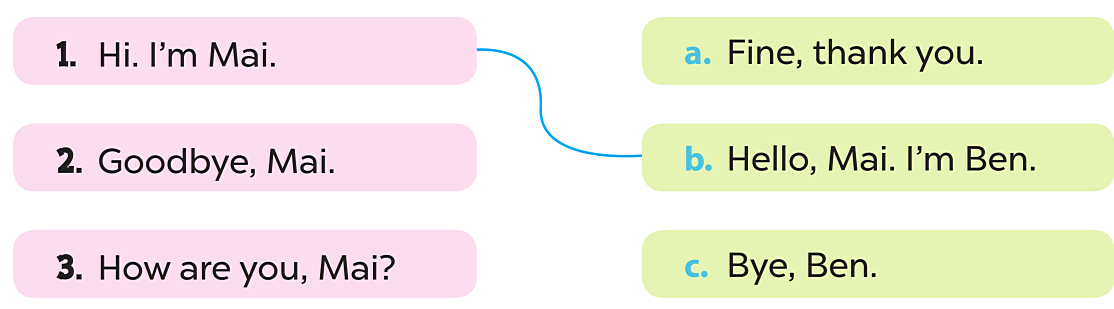 1. Hi. I'm Mai.
a. Fine, thank you.
2. Goodbye, Mai.
b. Hello, Mai. I'm Ben.
3. How are you, Mai?
c. Bye, Ben.